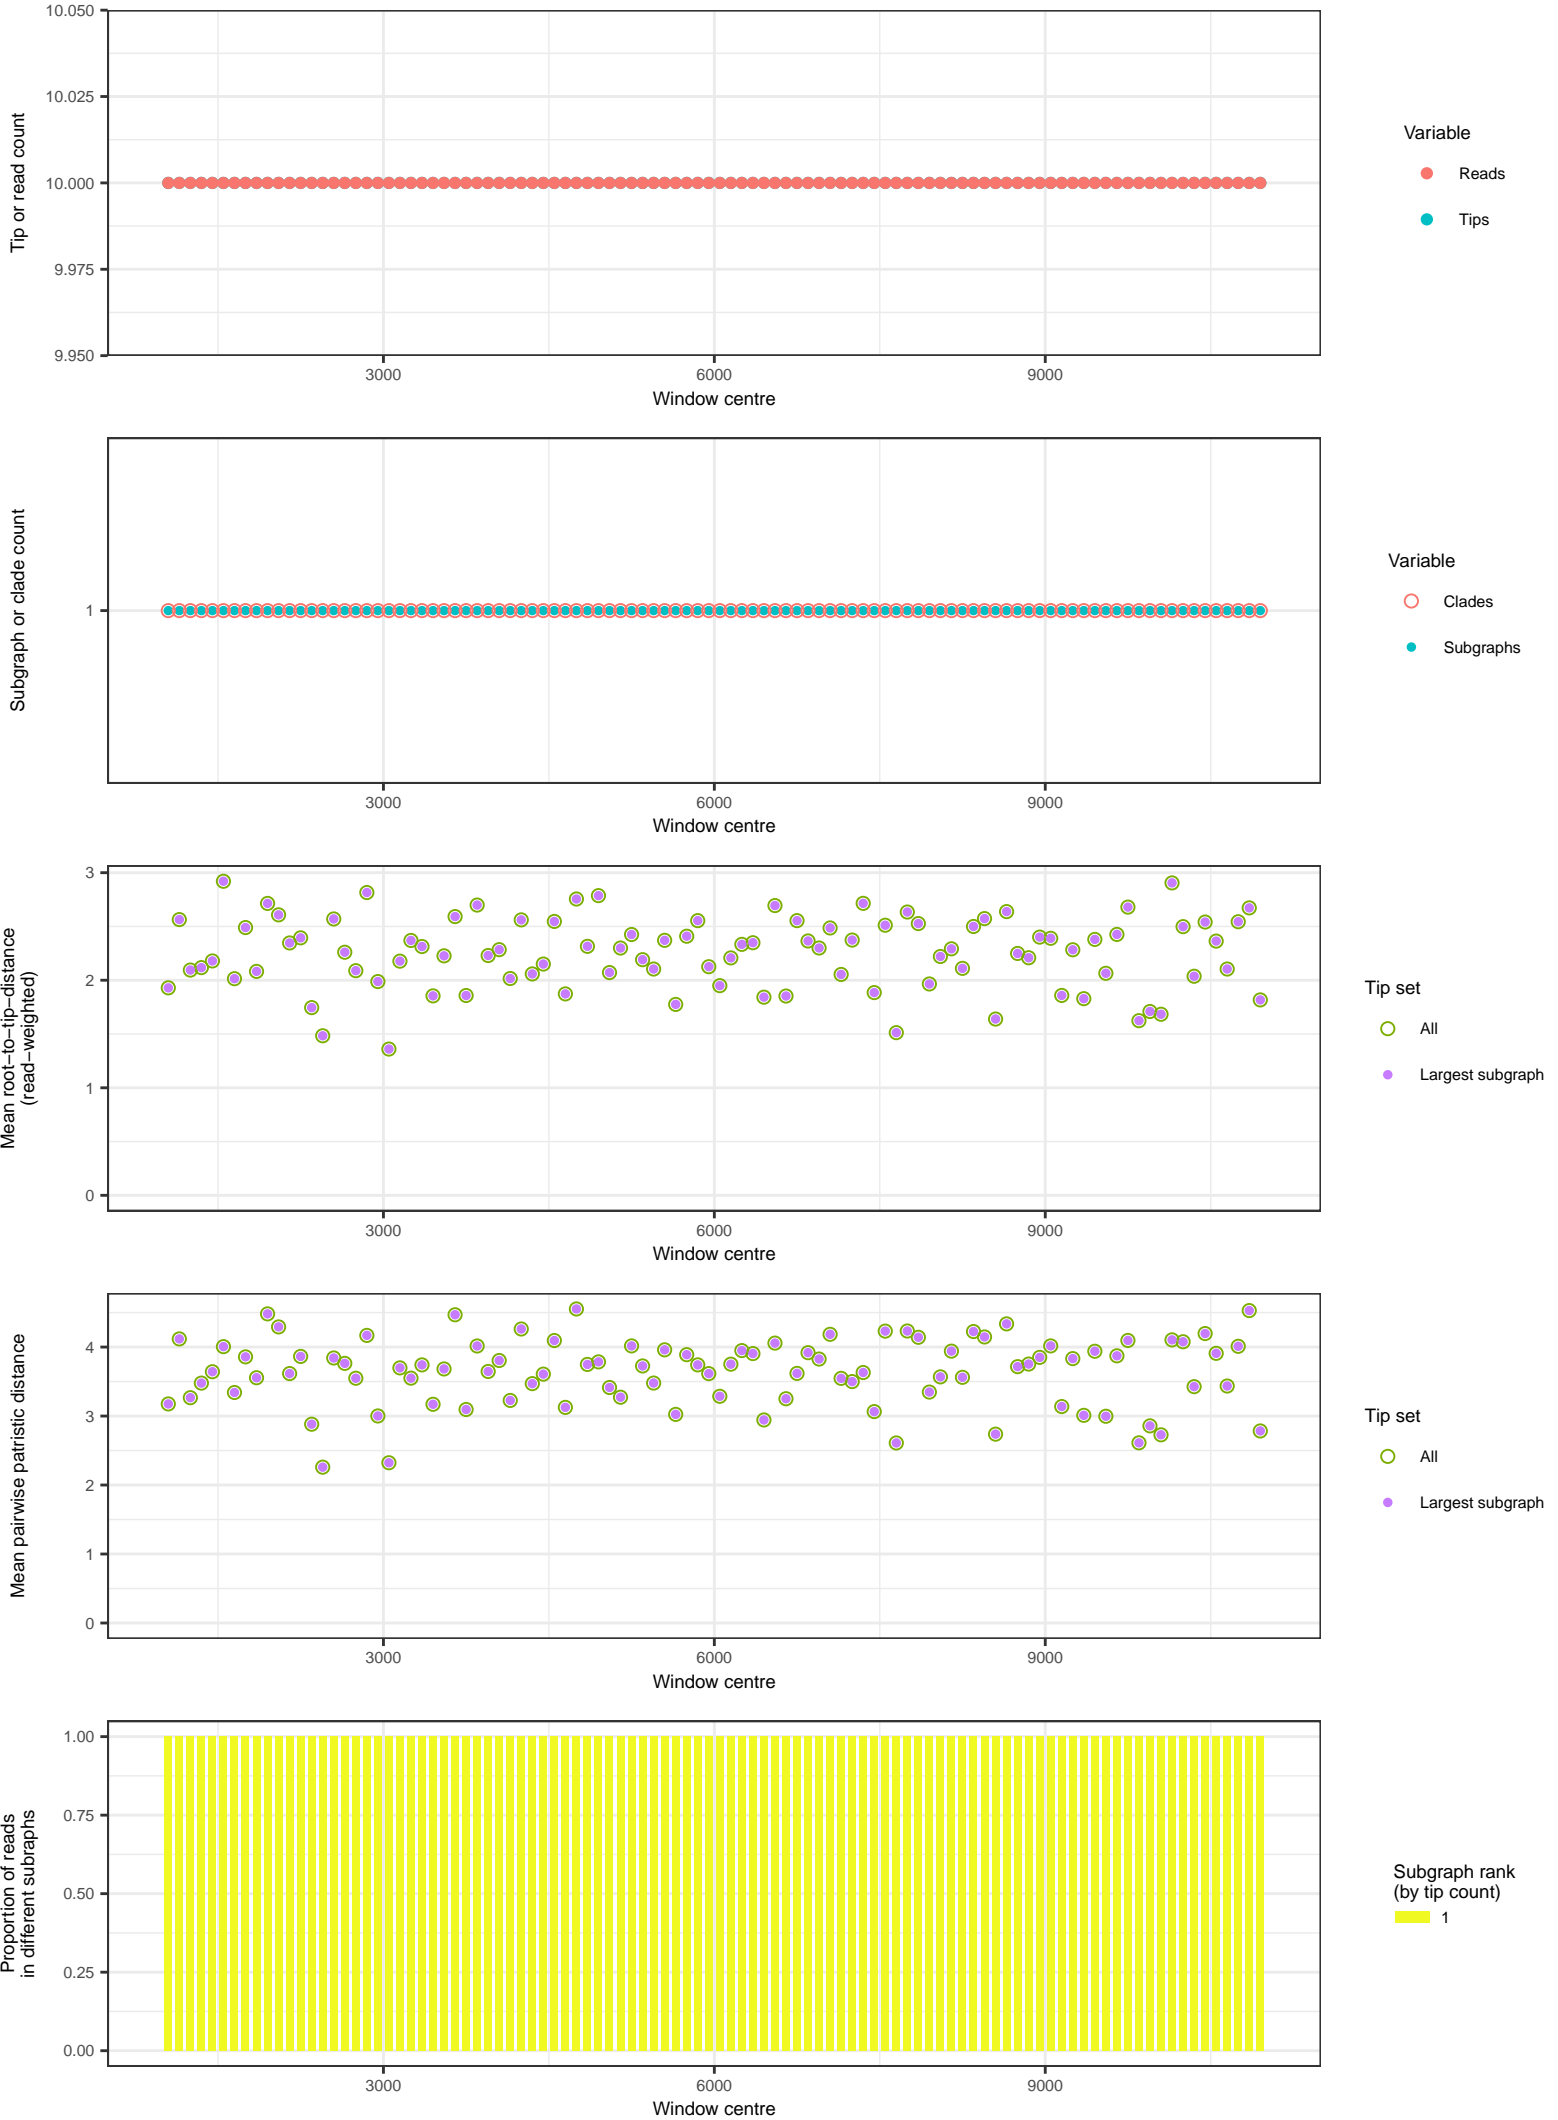 10.050
10.025
10.000
9.975
9.950
Tip or read count
3000 6000 9000
Window centre
Variable
Reads
Tips
1
Subgraph or clade count
3000 6000 9000
Window centre
Variable
Clades
Subgraphs
3
2
1
0
Mean root−to−tip−distance
(read−weighted)
3000 6000 9000
Window centre
Tip set
All
Largest subgraph
4
3
2
1
0
Mean pairwise patristic distance
3000 6000 9000
Window centre
Tip set
All
Largest subgraph
1.00
0.75
0.50
0.25
0.00
Proportion of reads
in different subraphs
3000 6000 9000
Window centre
Subgraph rank
(by tip count)
1